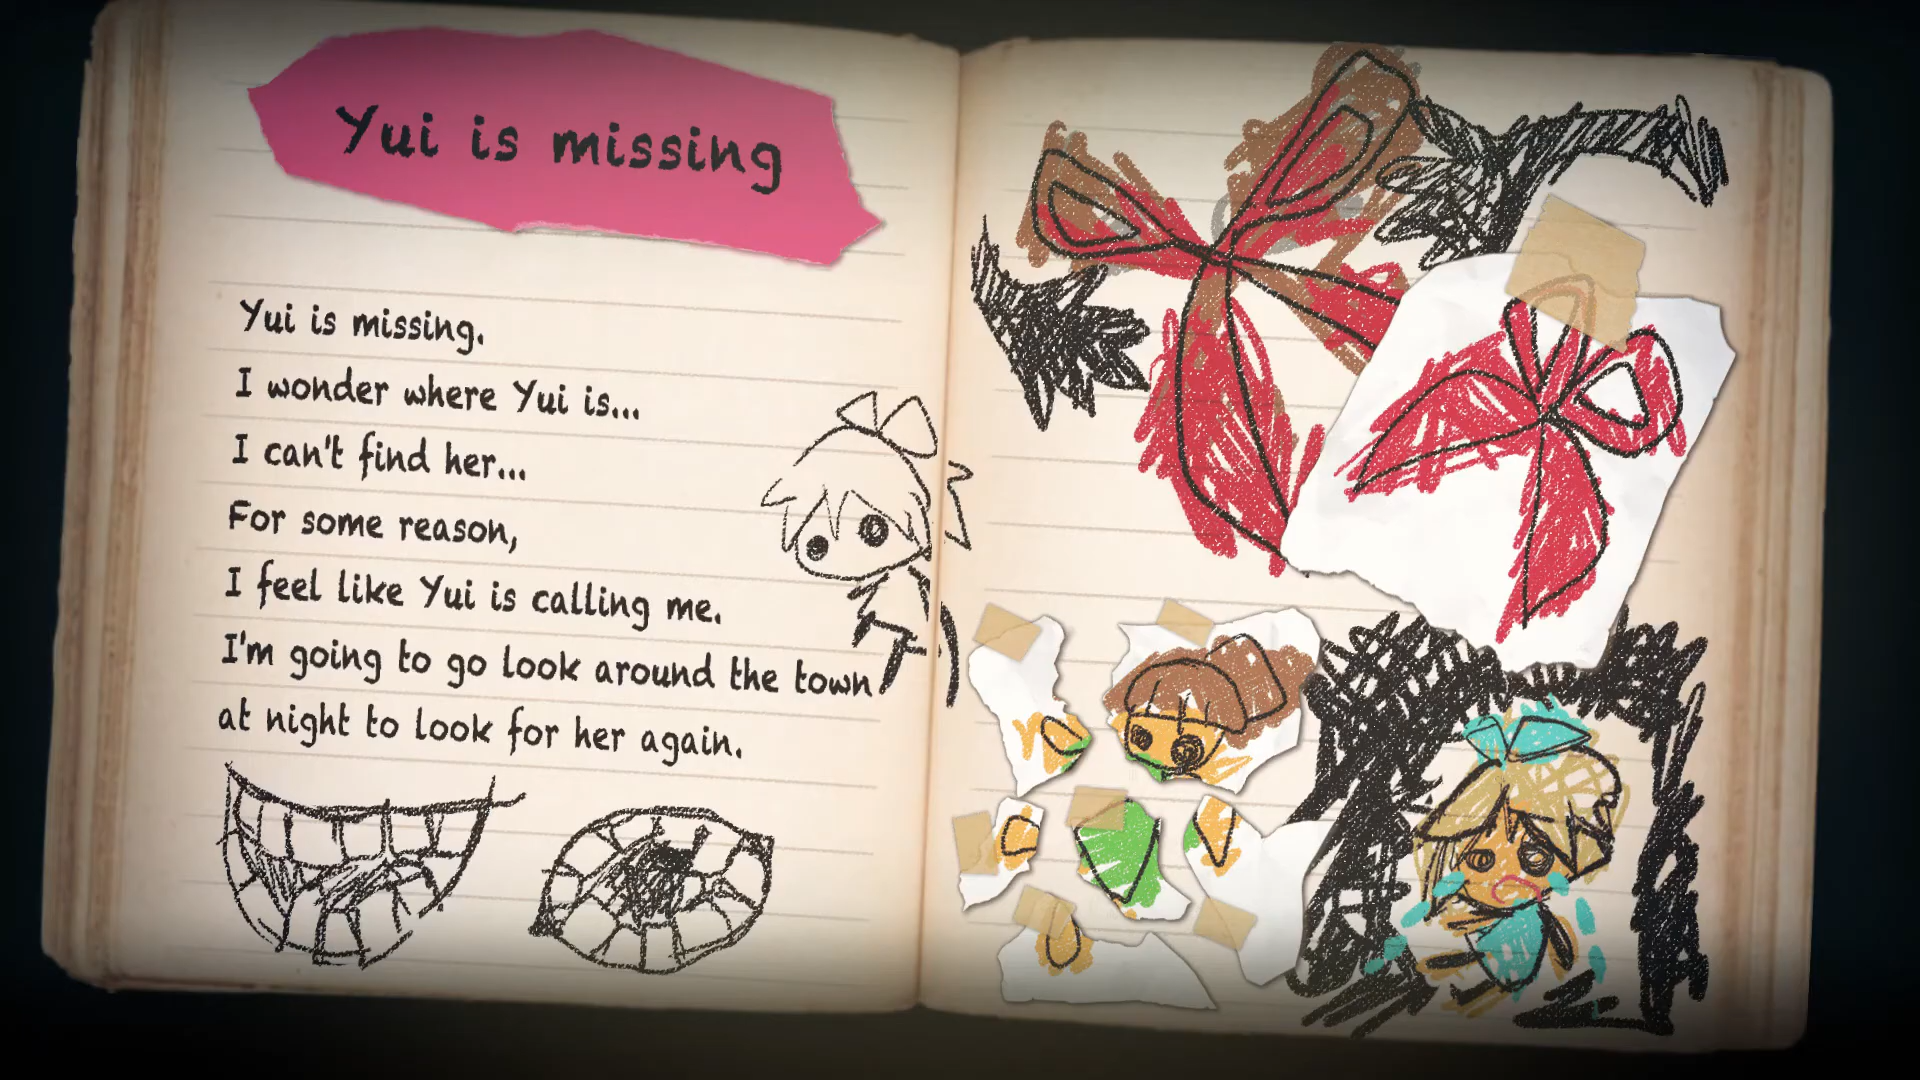 Yui is missing
Yui is missing.
I wonder where Yui is...
I can't find her...
For some reason,
I feel like Yui is calling me.
I'm going to go look around the town
at night to look for her again.